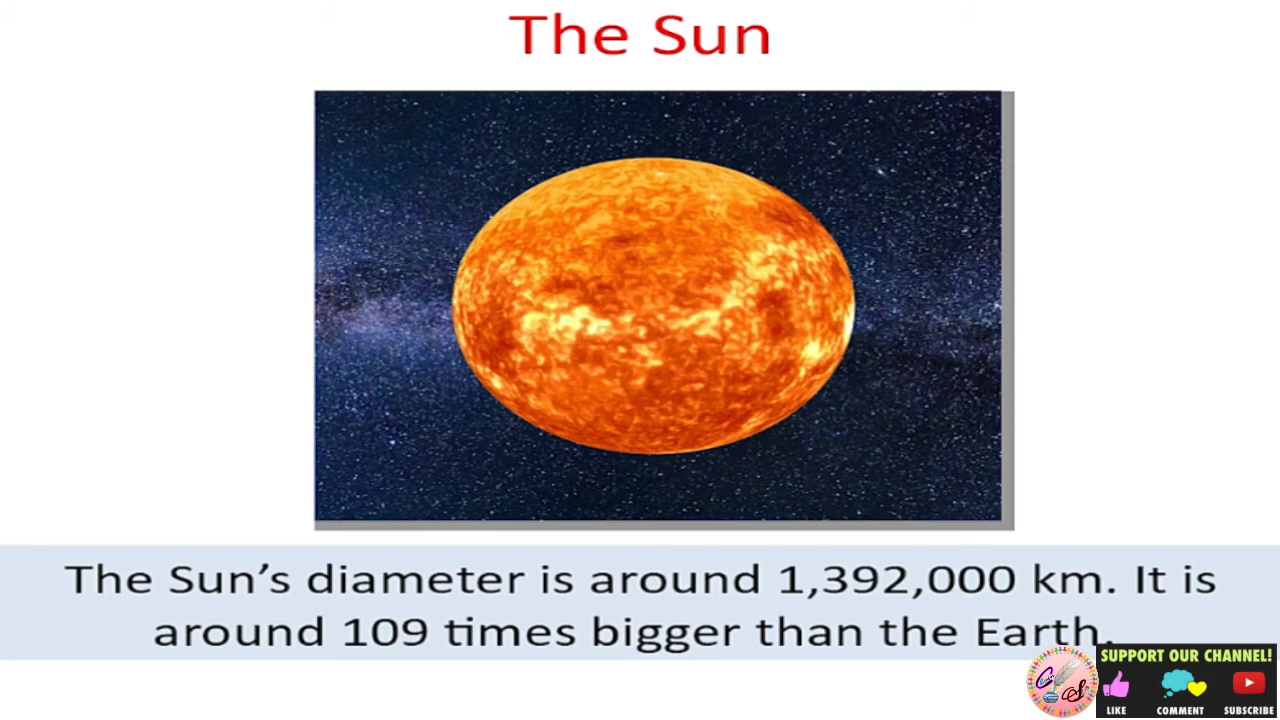 The Sun
The Sun’s diameter is around 1,392,000 km. It is
around 109 times bigger than the Earth.
SUPPORT OUR CHANNEL!
LIKE COMMENT SUBSCRIBE